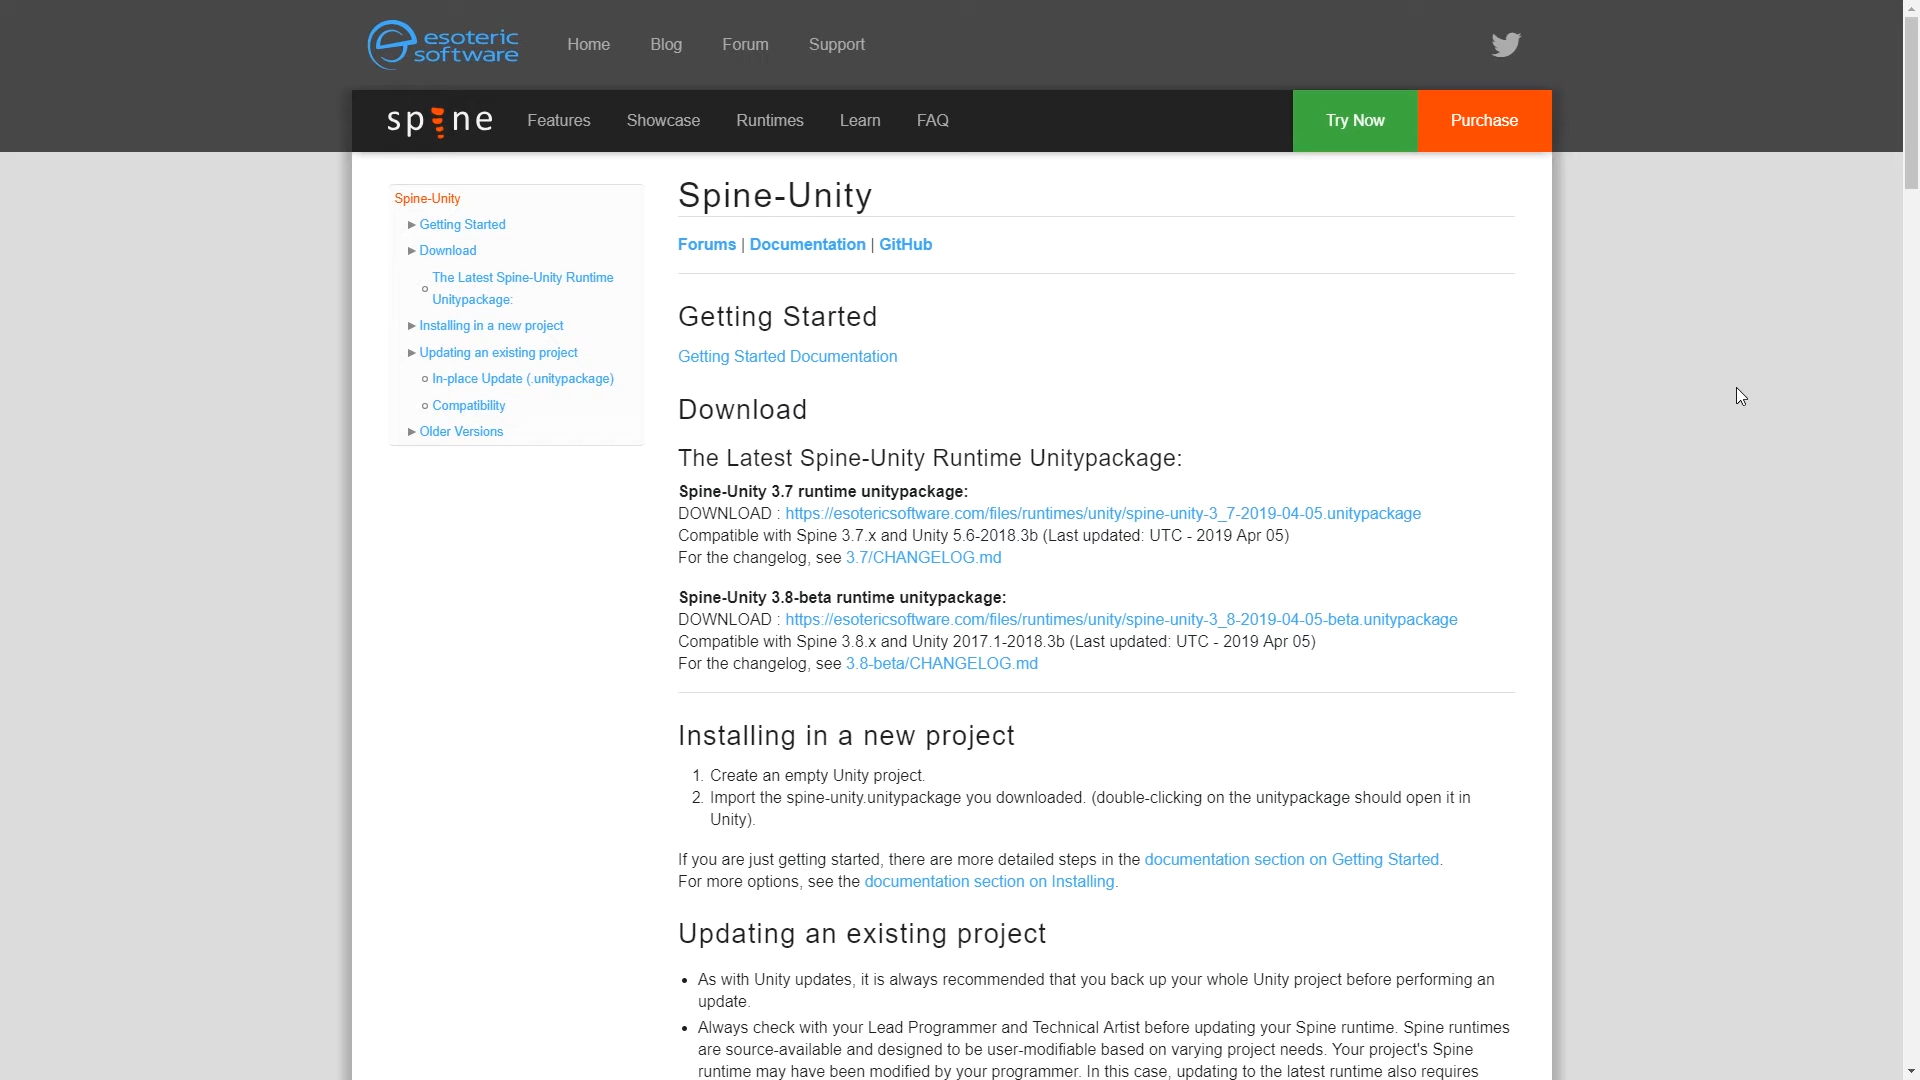 esoteric
software
Home Blog Forum Support
spine Features Showcase Runtimes Learn FAQ Try Now Purchase
Spine-Unity
Getting Started
Download
The Latest Spine-Unity Runtime
Unitypackage:
Installing in a new project
Updating an existing project
In-place Update (.unitypackage)
Compatibility
Older Versions
Spine-Unity
Forums | Documentation | GitHub
Getting Started
Getting Started Documentation
Download
The Latest Spine-Unity Runtime Unitypackage:
Spine-Unity 3.7 runtime unitypackage:
DOWNLOAD : https://esotericsoftware.com/files/runtimes/unity/spine-unity-3_7-2019-04-05.unitypackage
Compatible with Spine 3.7.x and Unity 5.6-2018.3b (Last updated: UTC - 2019 Apr 05)
For the changelog, see 3.7/CHANGELOG.md
Spine-Unity 3.8-beta runtime unitypackage:
DOWNLOAD : https://esotericsoftware.com/files/runtimes/unity/spine-unity-3_8-2019-04-05-beta.unitypackage
Compatible with Spine 3.8.x and Unity 2017.1-2018.3b (Last updated: UTC - 2019 Apr 05)
For the changelog, see 3.8-beta/CHANGELOG.md
Installing in a new project
1. Create an empty Unity project.
2. Import the spine-unity.unitypackage you downloaded. (double-clicking on the unitypackage should open it in
Unity).
If you are just getting started, there are more detailed steps in the documentation section on Getting Started.
For more options, see the documentation section on Installing.
Updating an existing project
• As with Unity updates, it is always recommended that you back up your whole Unity project before performing an
update.
• Always check with your Lead Programmer and Technical Artist before updating your Spine runtime. Spine runtimes
are source-available and designed to be user-modifiable based on varying project needs. Your project's Spine
runtime may have been modified by your programmer. In this case, updating to the latest runtime also requires